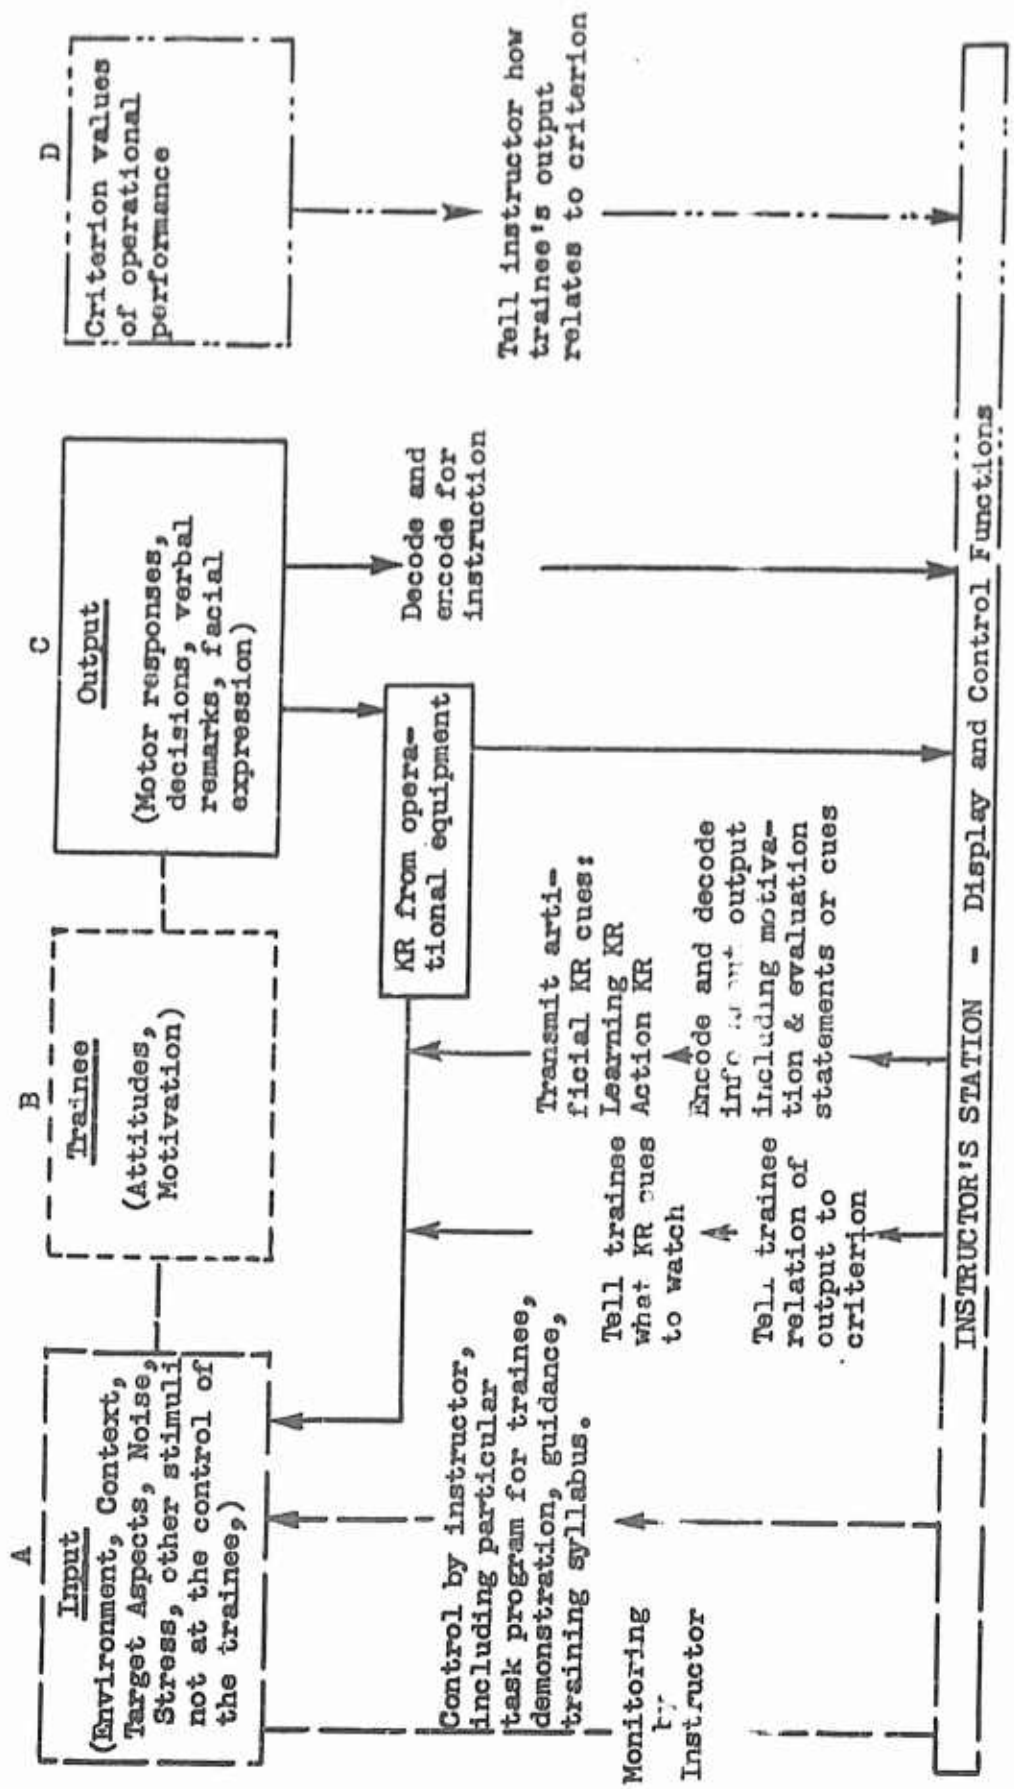 A
Input
(Environment, Context,
Target Aspects, Noise,
Stress, other stimuli
not at the control of
the trainee,)
B
Trainee
(Attitudes,
Motivation)
C
Output
(Motor responses,
decisions, verbal
remarks, facial
expression)
D
Criterion values
of operational
performance
KR from opera-
tional equipment
Decode and
encode for
instruction
Tell instructor how
trainee's output
relates to criterion
Control by instructor,
including particular
task program for trainee,
demonstration, guidance,
training syllabus.
Monitoring
by
Instructor
Tell trainee
what KR cues
to watch
Tell trainee
relation of
output to
criterion
Transmit arti-
ficial KR cues:
Learning KR
Action KR
Encode and decode
output
including motiva-
tion & evaluation
statements or cues
INSTRUCTOR'S STATION - Display and Control Functions